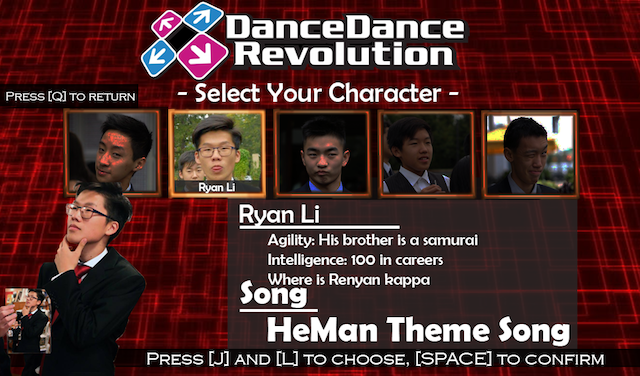 DanceDance
Revolution
- Select Your Character -
PRESS [Q] TO RETURN
Ryan Li
Ryan Li
Agility: His brother is a samurai
Intelligence: 100 in careers
Where is Renyan kappa
Song
HeMan Theme Song
PRESS [J] AND [L] TO CHOOSE, [SPACE] TO CONFIRM